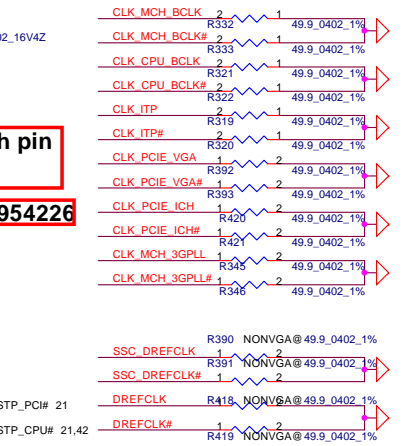 CLK_MCH_BCLK 2 1
R332 49.9_0402_1%
02_16V4Z
CLK_MCH_BCLK# 2 1
R333 49.9_0402_1%
CLK_CPU_BCLK 2 1
R321 49.9_0402_1%
CLK_CPU_BCLK# 2 1
R322 49.9_0402_1%
CLK_ITP 2 1
R319 49.9_0402_1%
CLK_ITP# 2 1
h pin
R320 49.9_0402_1%
CLK_PCIE_VGA 1 2
R392 49.9_0402_1%
CLK_PCIE_VGA# 1 2
R393 49.9_0402_1%
CLK_PCIE_ICH 1 2
954226
R420 49.9_0402_1%
CLK_PCIE_ICH# 1 2
R421 49.9_0402_1%
CLK_MCH_3GPLL 1 2
R345 49.9_0402_1%
CLK_MCH_3GPLL# 1 2
R346 49.9_0402_1%
R390 NONVGA@ 49.9_0402_1%
SSC_DREFCLK 1 2
R391 NONVGA@ 49.9_0402_1%
SSC_DREFCLK# 1 2
STP_PCI# 21
DREFCLK R418 NONVGA@ 49.9_0402_1%
1 2
STP_CPU# 21,42
DREFCLK# 1 2
R419 NONVGA@ 49.9_0402_1%